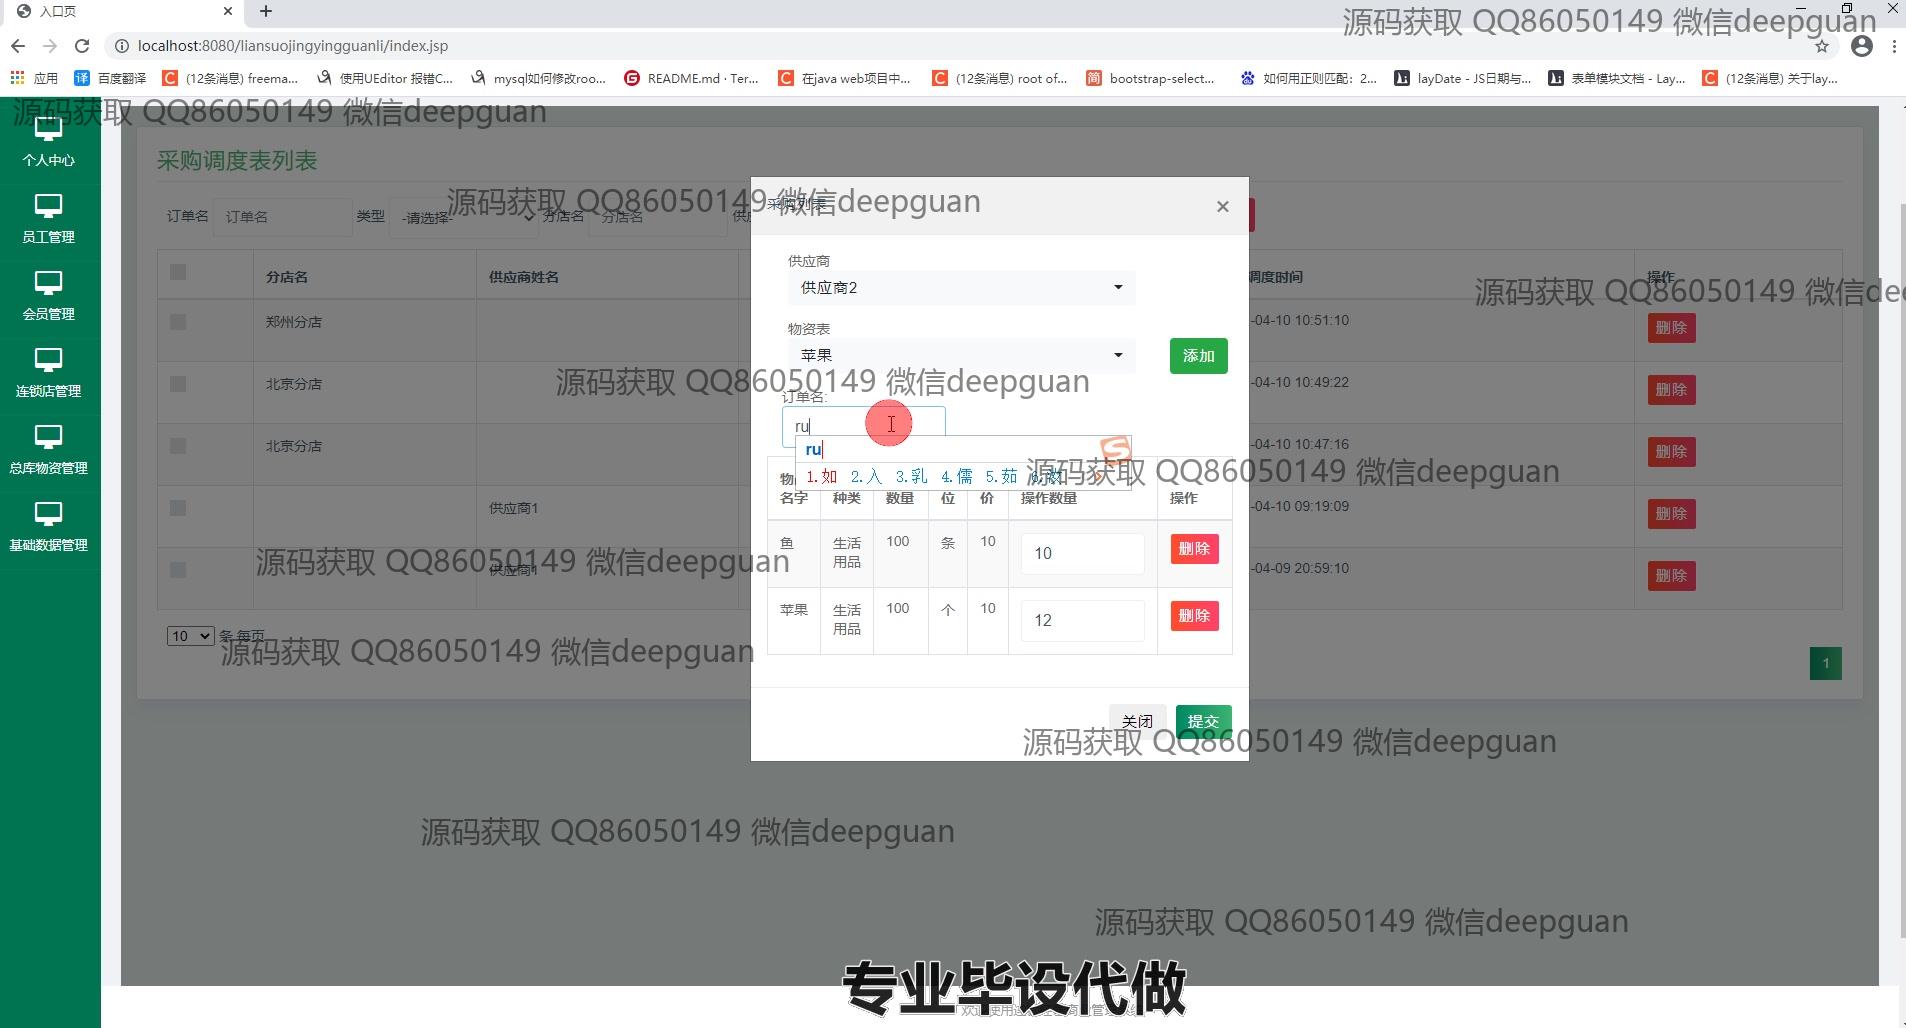 入口页
源码获取 QQ86050149 微信deepguan
localhost:8080/liansuojingyingguanli/index.jsp
应用 百度翻译 (12条消息) freema... 使用UEditor 报错C... mysql如何修改roo... README.md · Ter... 在java web项目中... (12条消息) root of... bootstrap-select... 如何用正则匹配：2... layDate - JS日期与... 表单模块文档 - Lay... (12条消息) 关于lay...
源码获取 QQ86050149 微信deepguan
个人中心
员工管理
会员管理
连锁店管理
总库物资管理
基础数据管理
采购调度表列表
源码获取 QQ86050149 微信deepguan
订单名 订单名 类型 -请选择- 分店名 分店名
分店名 供应商姓名 调度时间 操作
源码获取 QQ86050149 微信de
郑州分店 -04-10 10:51:10 删除
北京分店 -04-10 10:49:22 删除
北京分店 -04-10 10:47:16 删除
供应商1 -04-10 09:19:09 删除
供应商1 -04-09 20:59:10 删除
10 条 每页
1
采购列表
×
供应商
供应商2
物资表
苹果 添加
源码获取 QQ86050149 微信deepguan
订单名:
ru
ru
1.如 2.入 3.乳 4.儒 5.茹
源码获取 QQ86050149 微信deepguan
名字 种类 数量 位 价 操作数量 操作
鱼 生活用品 100 条 10 10 删除
源码获取 QQ86050149 微信deepguan
苹果 生活用品 100 个 10 12 删除
源码获取 QQ86050149 微信deepguan
关闭 提交
源码获取 QQ86050149 微信deepguan
源码获取 QQ86050149 微信deepguan
源码获取 QQ86050149 微信deepguan
专业毕设代做